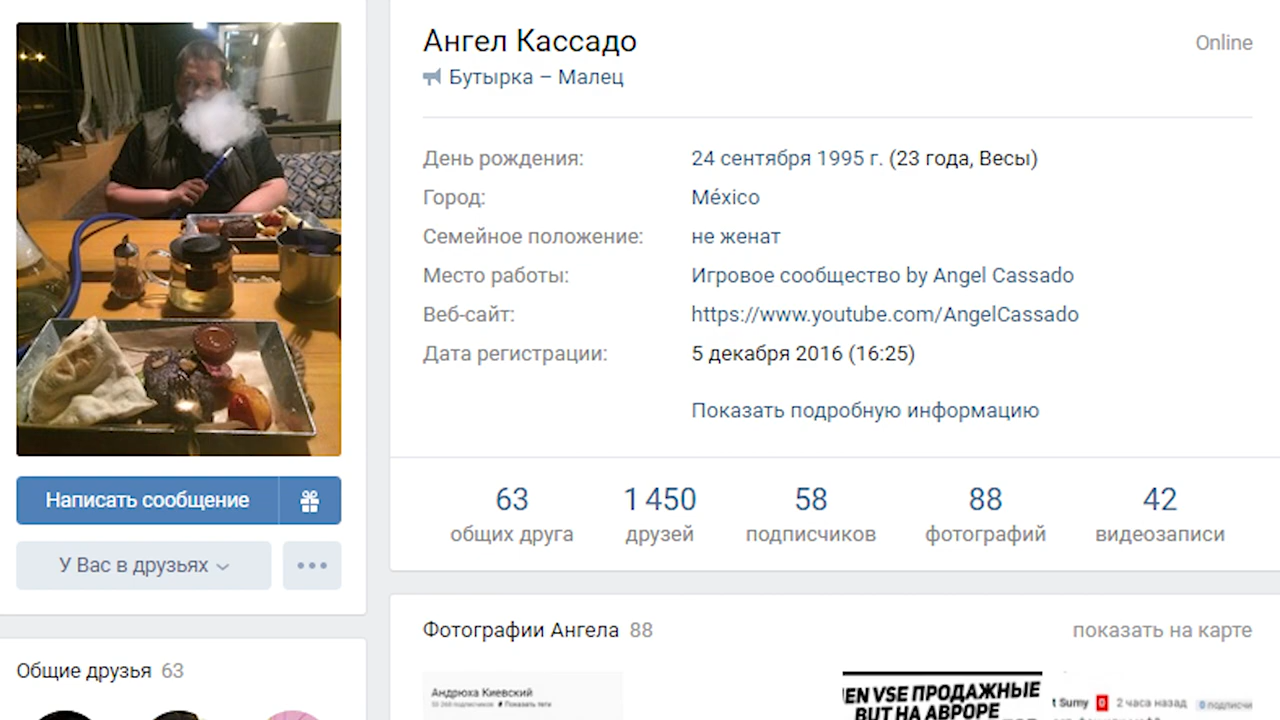 Ангел Кассадо
Online
Бутырка – Малец
День рождения: 24 сентября 1995 г. (23 года, Весы)
Город: México
Семейное положение: не женат
Место работы: Игровое сообщество by Angel Cassado
Веб-сайт: https://www.youtube.com/AngelCassado
Дата регистрации: 5 декабря 2016 (16:25)
Показать подробную информацию
63 1 450 58 88 42
общих друга друзей подписчиков фотографий видеозаписи
Написать сообщение
У Вас в друзьях
Общие друзья 63
Фотографии Ангела 88 показать на карте
Андрюха Киевский
Показать теги
EN VSE ПРОДАЖНЫЕ
BUT НА АВРОРЕ
t Sumy 0 2 часа назад